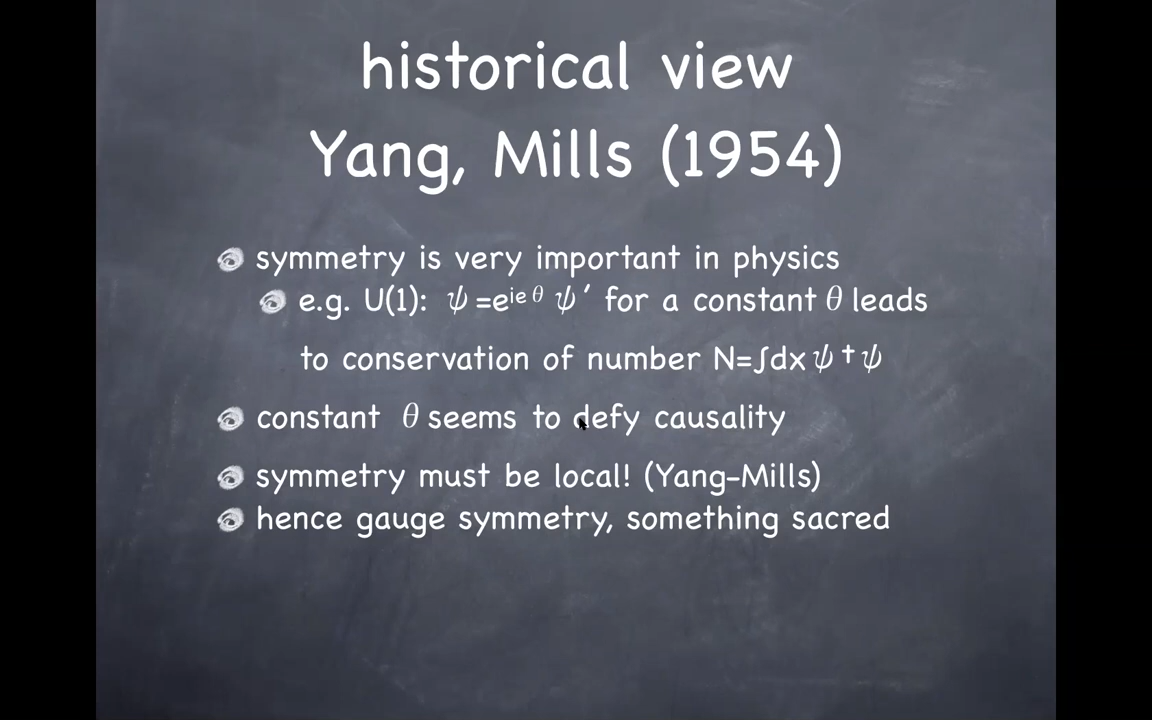 historical view
Yang, Mills (1954)
symmetry is very important in physics
e.g. U(1): ψ=e^{ieθ} ψ′ for a constant θ leads
to conservation of number N=∫dxψ†ψ
constant θ seems to defy causality
symmetry must be local! (Yang-Mills)
hence gauge symmetry, something sacred